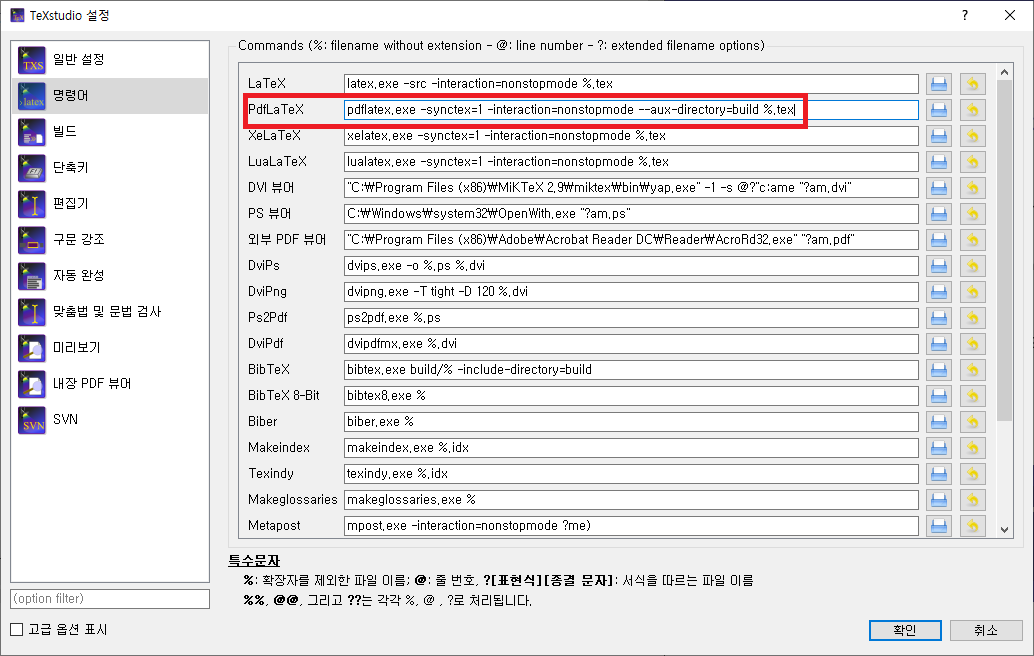 TeXstudio 설정
일반 설정
명령어
빌드
단축키
편집기
구문 강조
자동 완성
맞춤법 및 문법 검사
미리보기
내장 PDF 뷰어
SVN
(option filter)
고급 옵션 표시
Commands (%: filename without extension - @: line number - ?: extended filename options)
LaTeX latex.exe -src -interaction=nonstopmode %.tex
PdfLaTeX pdflatex.exe -synctex=1 -interaction=nonstopmode --aux-directory=build %.tex
XeLaTeX xelatex.exe -synctex=1 -interaction=nonstopmode %.tex
LuaLaTeX lualatex.exe -synctex=1 -interaction=nonstopmode %.tex
DVI 뷰어 "C:₩Program Files (x86)₩MiKTeX 2.9₩miktex₩bin₩yap.exe" -1 -s @?"c:ame "?am.dvi"
PS 뷰어 C:₩Windows₩system32₩OpenWith.exe "?am.ps"
외부 PDF 뷰어 "C:₩Program Files (x86)₩Adobe₩Acrobat Reader DC₩Reader₩AcroRd32.exe" "?am.pdf"
DviPs dvips.exe -o %.ps %.dvi
DviPng dvipng.exe -T tight -D 120 %.dvi
Ps2Pdf ps2pdf.exe %.ps
DviPdf dvipdfmx.exe %.dvi
BibTeX bibtex.exe build/% -include-directory=build
BibTeX 8-Bit bibtex8.exe %
Biber biber.exe %
Makeindex makeindex.exe %.idx
Texindy texindy.exe %.idx
Makeglossaries makeglossaries.exe %
Metapost mpost.exe -interaction=nonstopmode ?me)
특수문자
%: 확장자를 제외한 파일 이름; @: 줄 번호, ?[표현식][종결 문자]: 서식을 따르는 파일 이름
%%, @@, 그리고 ??는 각각 %, @ , ?로 처리됩니다.
확인
취소